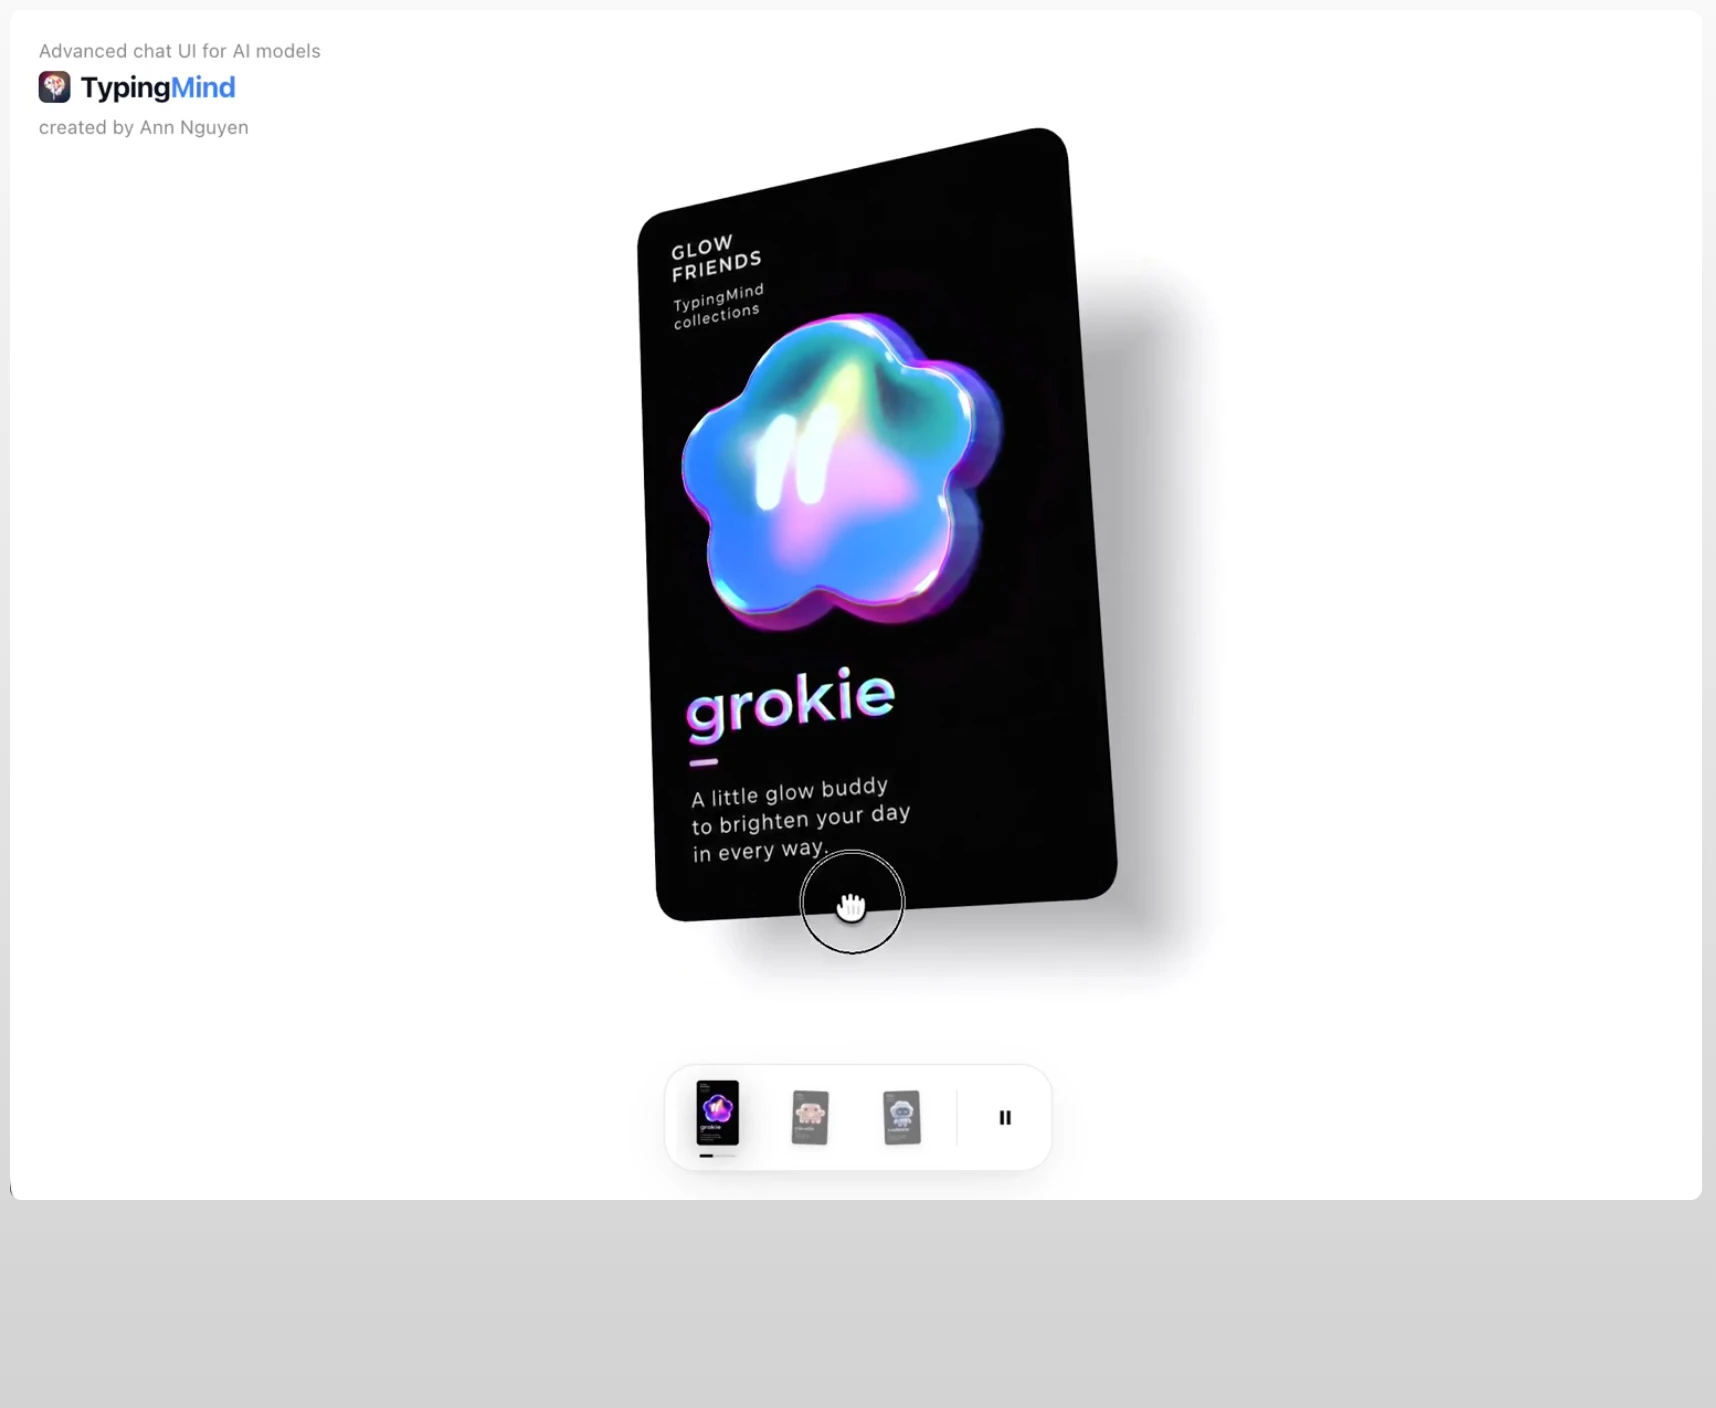 Advanced chat UI for AI models
TypingMind
created by Ann Nguyen
GLOW
FRIENDS
TypingMind
collections
grokie
A little glow buddy
to brighten your day
in every way.
grokie